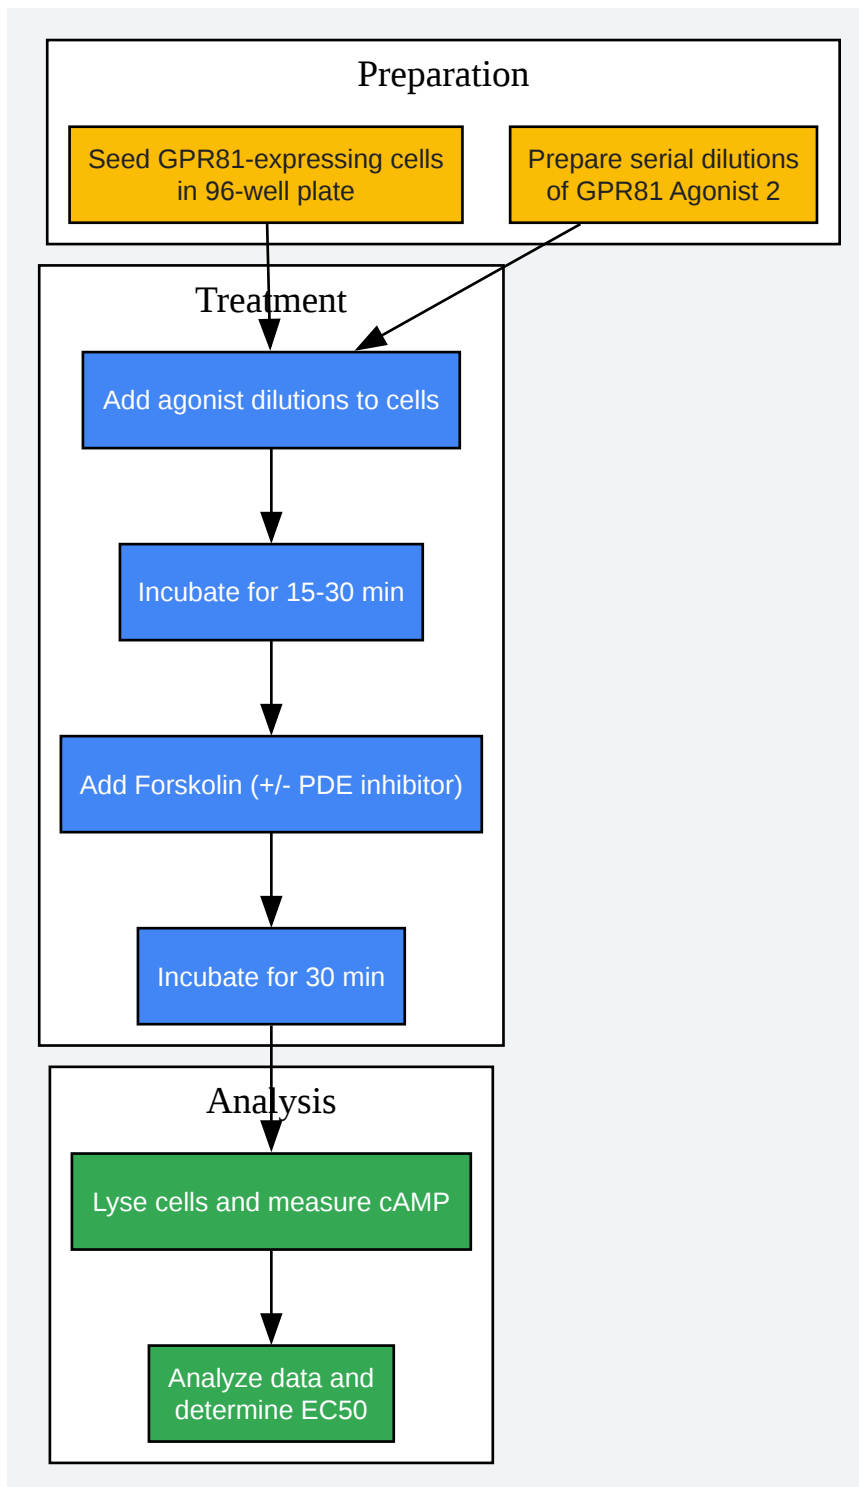 Preparation
Seed GPR81-expressing cells
in 96-well plate
Prepare serial dilutions
of GPR81 Agonist 2
Treatment
Add agonist dilutions to cells
Incubate for 15-30 min
Add Forskolin (+/- PDE inhibitor)
Incubate for 30 min
Analysis
Lyse cells and measure cAMP
Analyze data and
determine EC50